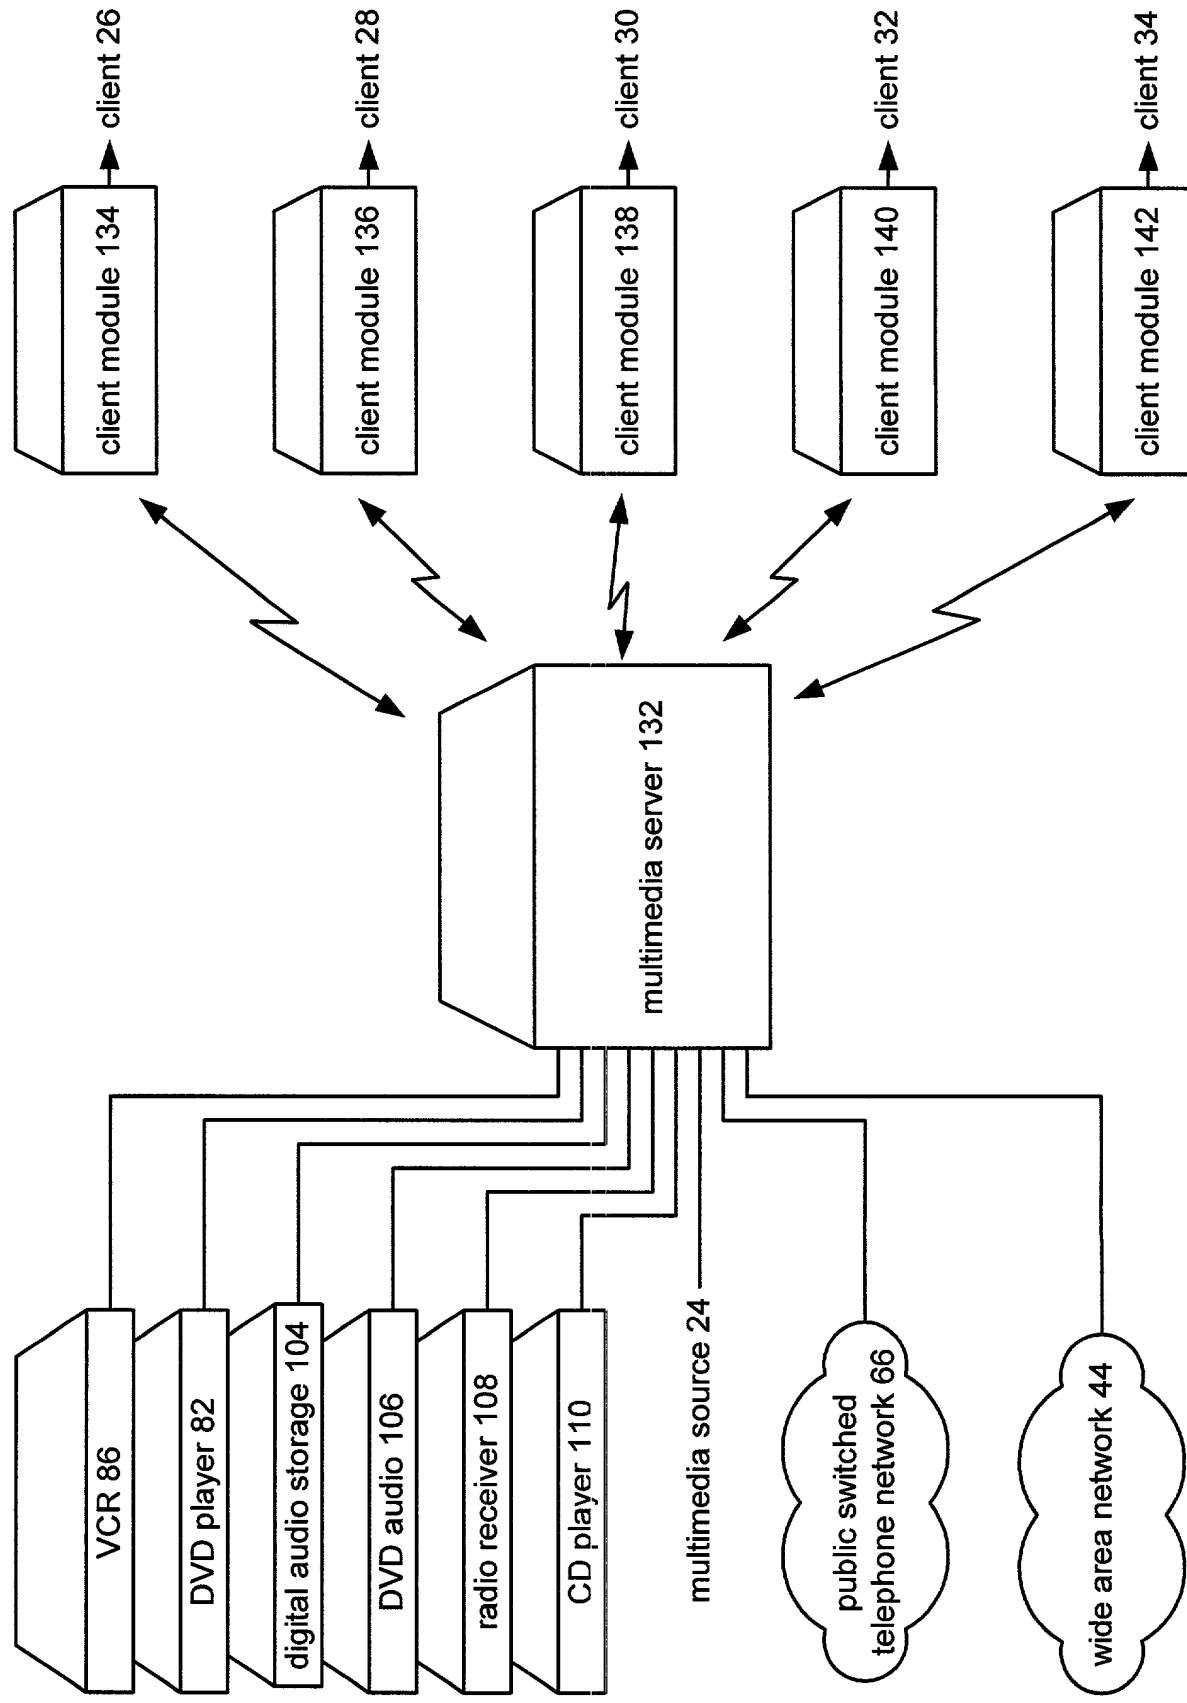 VCR 86
DVD player 82
digital audio storage 104
DVD audio 106
radio receiver 108
CD player 110
multimedia source 24
public switched
telephone network 66
wide area network 44
multimedia server 132
client module 134
client 26
client module 136
client 28
client module 138
client 30
client module 140
client 32
client module 142
client 34